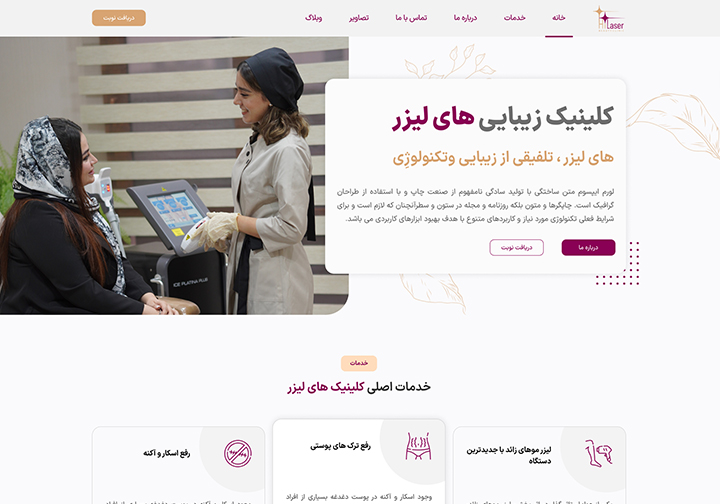 Hi Laser
خانه
خدمات
درباره ما
تماس با ما
تصاویر
وبلاگ
دریافت نوبت
کلینیک زیبایی های لیزر
های لیزر ، تلفیقی از زیبایی وتکنولوژی
لورم ایپسوم متن ساختگی با تولید سادگی نامفهوم از صنعت چاپ و با استفاده از طراحان
گرافیک است. چاپگرها و متون بلکه روزنامه و مجله در ستون و سطرآنچنان که لازم است و برای
شرایط فعلی تکنولوژی مورد نیاز و کاربردهای متنوع با هدف بهبود ابزارهای کاربردی می باشد.
درباره ما
دریافت نوبت
ICE PLATINA PLUS
خدمات
خدمات اصلی کلینیک های لیزر
لیزر موهای زائد با جدیدترین
دستگاه
رفع ترک های پوستی
رفع اسکار و آکنه
وجود اسکار و آکنه در پوست دغدغه بسیاری از افراد